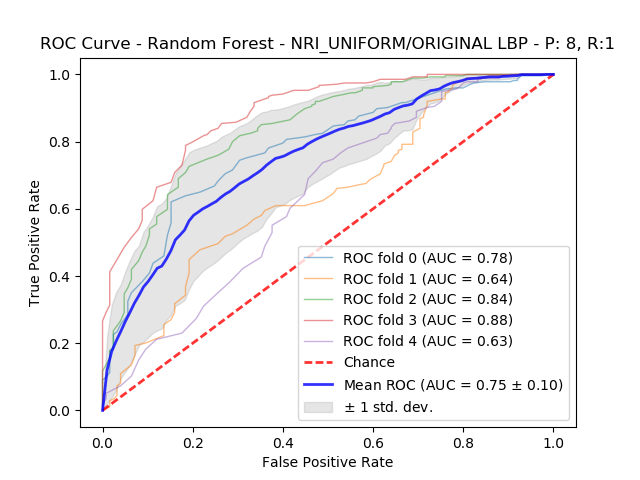 ROC Curve - Random Forest - NRI_UNIFORM/ORIGINAL LBP - P: 8, R:1
True Positive Rate
1.0
0.8
0.6
0.4
0.2
0.0
ROC fold 0 (AUC = 0.78)
ROC fold 1 (AUC = 0.64)
ROC fold 2 (AUC = 0.84)
ROC fold 3 (AUC = 0.88)
ROC fold 4 (AUC = 0.63)
Chance
Mean ROC (AUC = 0.75 ± 0.10)
± 1 std. dev.
0.0 0.2 0.4 0.6 0.8 1.0
False Positive Rate